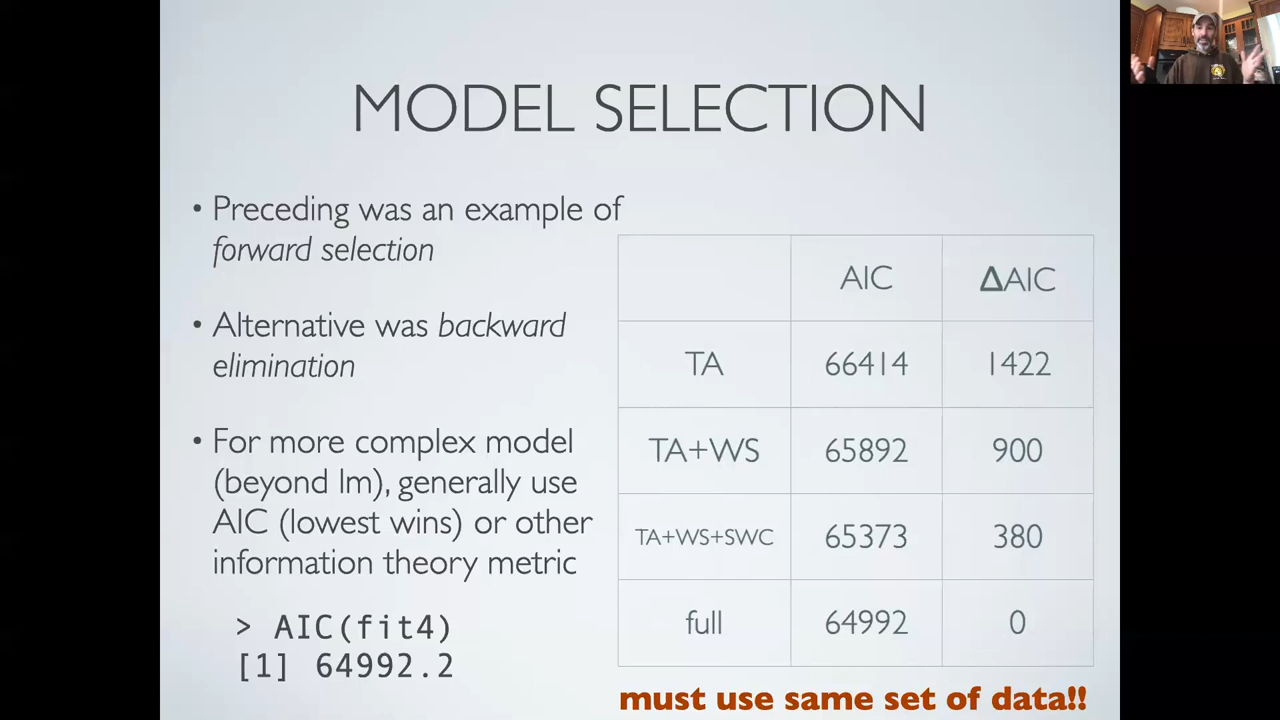 MODEL SELECTION
• Preceding was an example of
forward selection
• Alternative was backward
elimination
• For more complex model
(beyond lm), generally use
AIC (lowest wins) or other
information theory metric
> AIC(fit4)
[1] 64992.2
AIC ΔAIC
TA 66414 1422
TA+WS 65892 900
TA+WS+SWC 65373 380
full 64992 0
must use same set of data!!